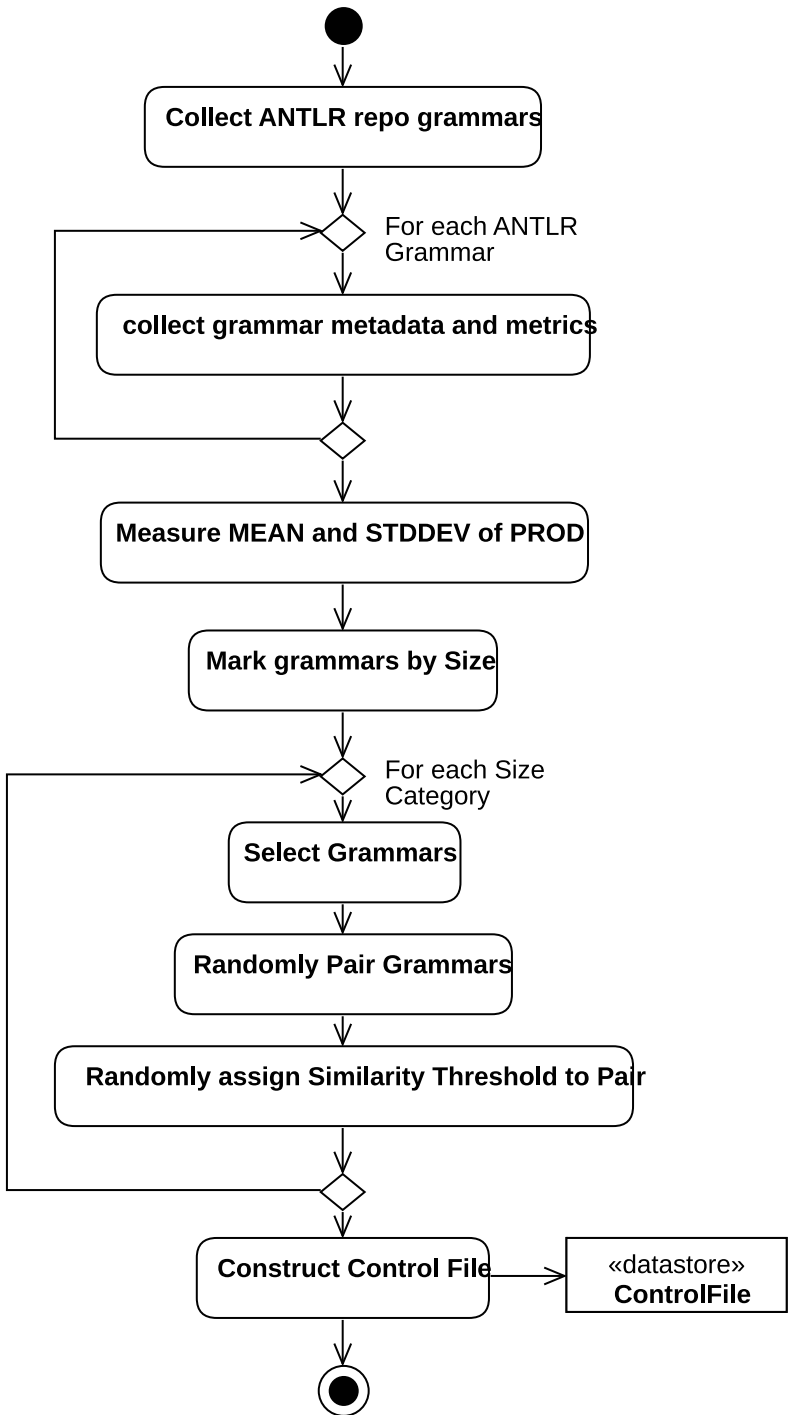 Collect ANTLR repo grammars
For each ANTLR
Grammar
collect grammar metadata and metrics
Measure MEAN and STDDEV of PROD
Mark grammars by Size
For each Size
Category
Select Grammars
Randomly Pair Grammars
Randomly assign Similarity Threshold to Pair
Construct Control File
«datastore»
ControlFile